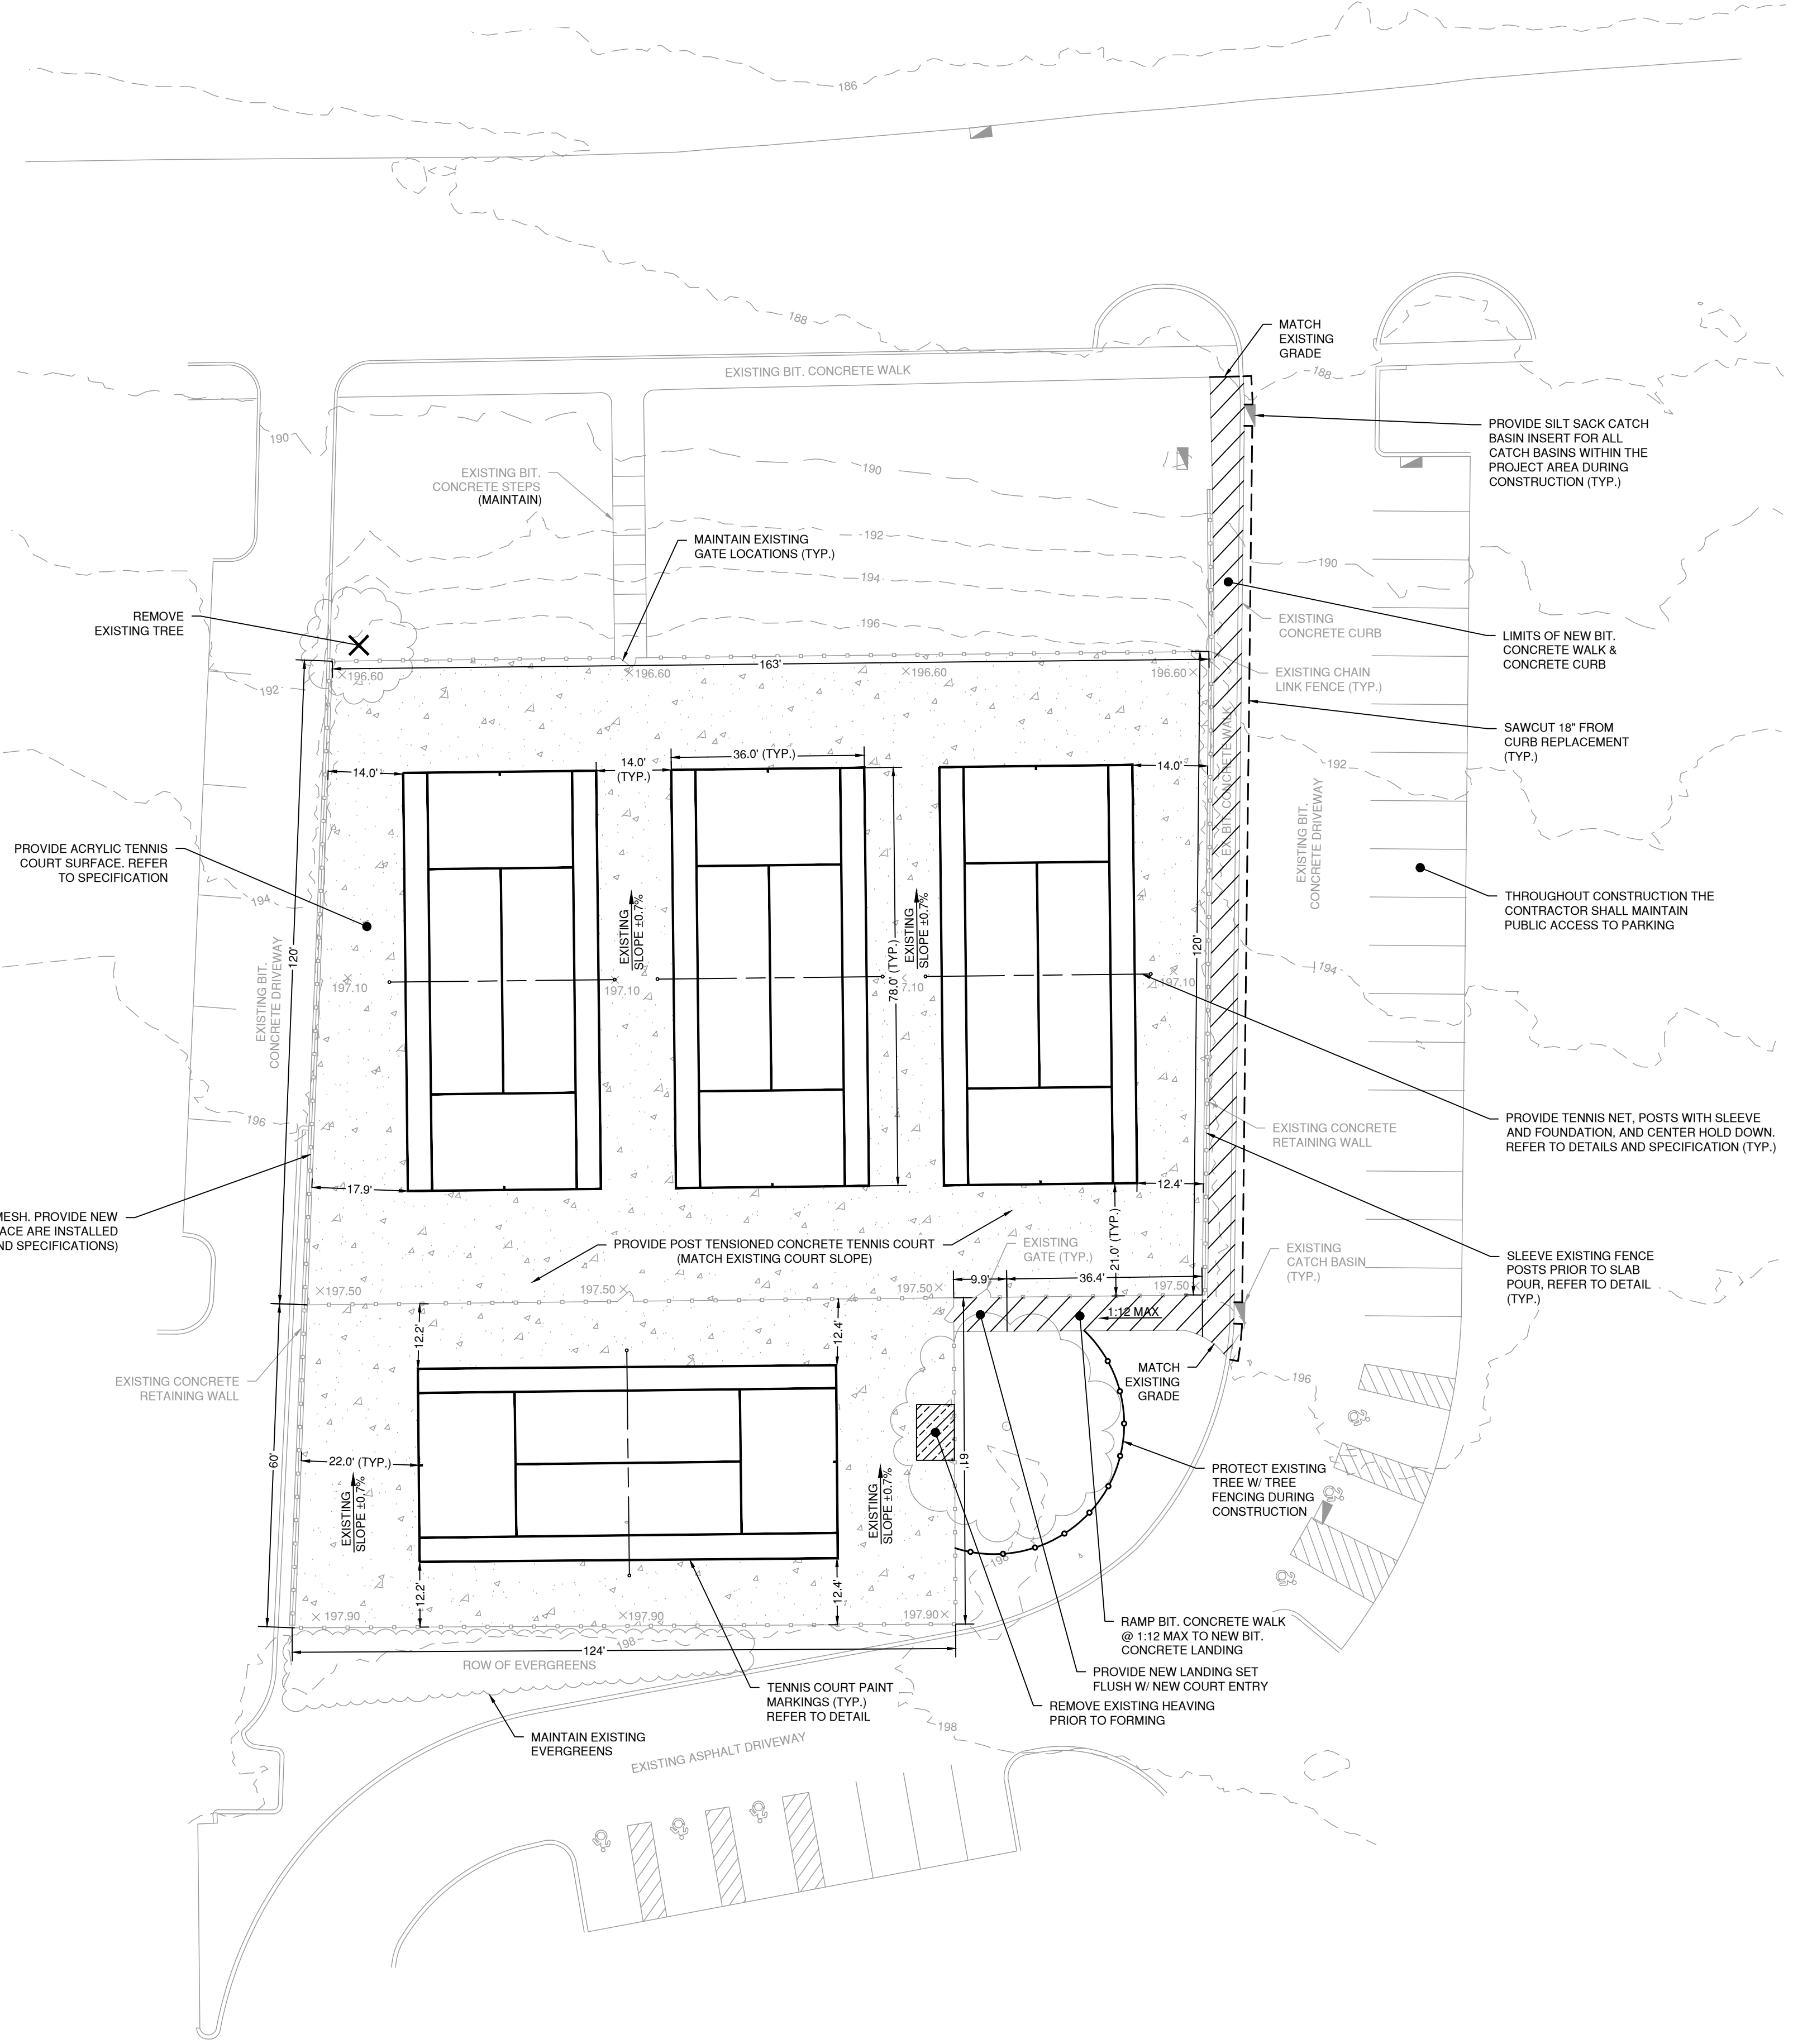 186
188
MATCH
EXISTING
GRADE
EXISTING BIT. CONCRETE WALK
188
190
PROVIDE SILT SACK CATCH
BASIN INSERT FOR ALL
CATCH BASINS WITHIN THE
PROJECT AREA DURING
CONSTRUCTION (TYP.)
EXISTING BIT.
CONCRETE STEPS
(MAINTAIN)
190
192
MAINTAIN EXISTING
GATE LOCATIONS (TYP.)
190
194
REMOVE
EXISTING TREE
196
EXISTING
CONCRETE CURB
LIMITS OF NEW BIT.
CONCRETE WALK &
CONCRETE CURB
163'
196.60
196.60
196.60
196.60
EXISTING CHAIN
LINK FENCE (TYP.)
192
EX BIT. CONCRETE WALK
SAWCUT 18" FROM
CURB REPLACEMENT
(TYP.)
14.0'
14.0'
(TYP.)
36.0' (TYP.)
14.0'
192
EXISTING BIT.
CONCRETE DRIVEWAY
PROVIDE ACRYLIC TENNIS
COURT SURFACE. REFER
TO SPECIFICATION
194
THROUGHOUT CONSTRUCTION THE
CONTRACTOR SHALL MAINTAIN
PUBLIC ACCESS TO PARKING
EXISTING
SLOPE ±0.7%
EXISTING
SLOPE ±0.7%
120'
78.0' (TYP.)
120'
EXISTING BIT.
CONCRETE DRIVEWAY
197.10
197.10
7.10
197.10
194
196
EXISTING CONCRETE
RETAINING WALL
PROVIDE TENNIS NET, POSTS WITH SLEEVE
AND FOUNDATION, AND CENTER HOLD DOWN.
REFER TO DETAILS AND SPECIFICATION (TYP.)
17.9'
12.4'
MESH. PROVIDE NEW
ACE ARE INSTALLED
ND SPECIFICATIONS)
PROVIDE POST TENSIONED CONCRETE TENNIS COURT
(MATCH EXISTING COURT SLOPE)
EXISTING
GATE (TYP.)
21.0' (TYP.)
EXISTING
CATCH BASIN
(TYP.)
SLEEVE EXISTING FENCE
POSTS PRIOR TO SLAB
POUR, REFER TO DETAIL
(TYP.)
9.9'
36.4'
197.50
197.50
197.50
197.50
1:12 MAX
12.2'
12.4'
EXISTING CONCRETE
RETAINING WALL
MATCH
EXISTING
GRADE
196
60'
22.0' (TYP.)
61'
EXISTING
SLOPE ±0.7%
EXISTING
SLOPE ±0.7%
PROTECT EXISTING
TREE W/ TREE
FENCING DURING
CONSTRUCTION
198
12.2'
12.4'
197.90
197.90
197.90
RAMP BIT. CONCRETE WALK
@ 1:12 MAX TO NEW BIT.
CONCRETE LANDING
198
124'
ROW OF EVERGREENS
PROVIDE NEW LANDING SET
FLUSH W/ NEW COURT ENTRY
TENNIS COURT PAINT
MARKINGS (TYP.)
REFER TO DETAIL
REMOVE EXISTING HEAVING
PRIOR TO FORMING
198
MAINTAIN EXISTING
EVERGREENS
EXISTING ASPHALT DRIVEWAY